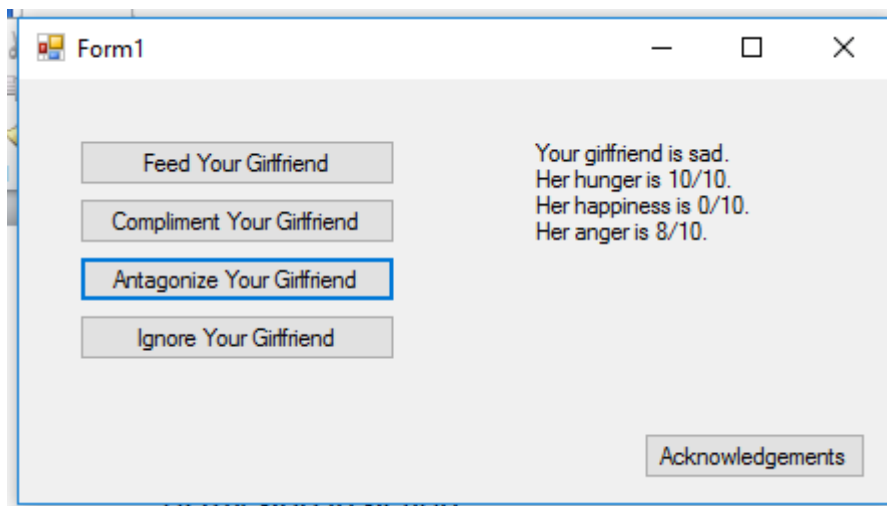 Form1
Feed Your Girlfriend
Compliment Your Girlfriend
Antagonize Your Girlfriend
Ignore Your Girlfriend
Your girlfriend is sad.
Her hunger is 10/10.
Her happiness is 0/10.
Her anger is 8/10.
Acknowledgements